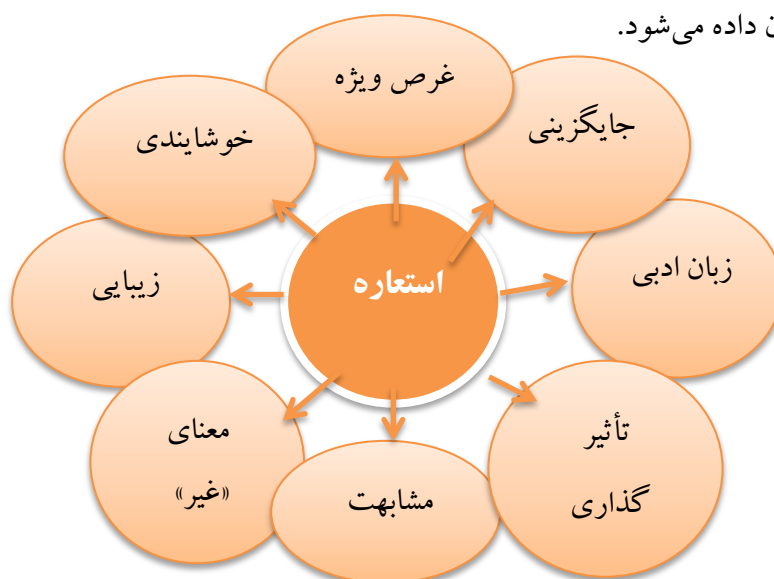 داده می‌شود.
غرص ویژه
جایگزینی
خوشایندی
زبان ادبی
استعاره
زیبایی
تأثیر
گذاری
معنای
«غیر»
مشابهت